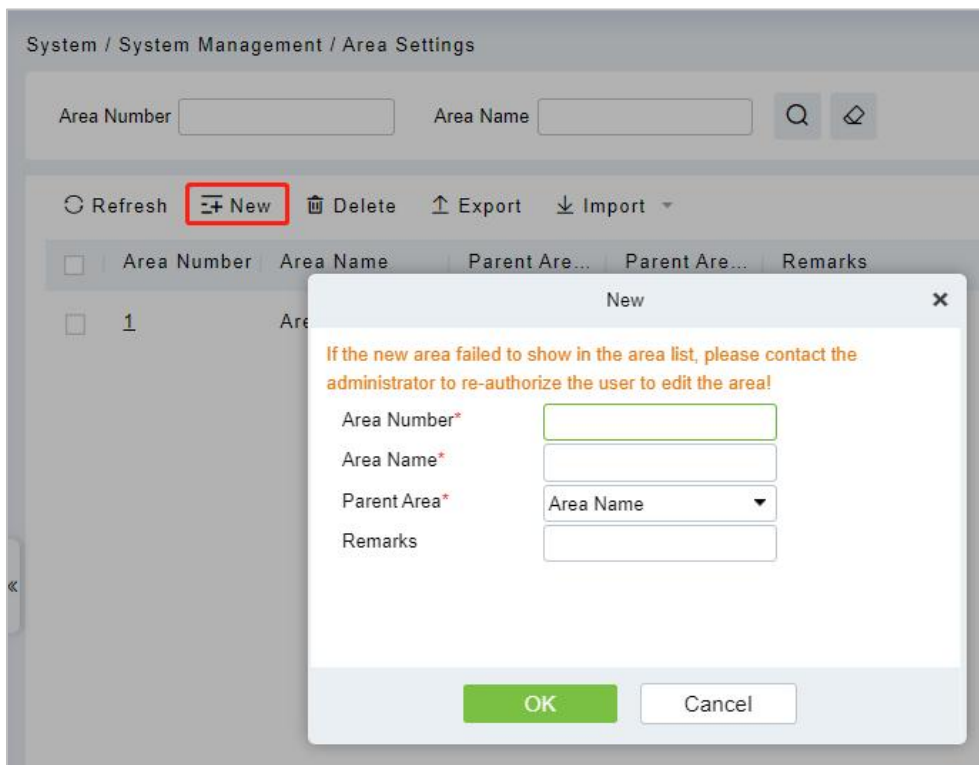 System / System Management / Area Settings
Area Number Area Name
Refresh New Delete Export Import
Area Number Area Name Parent Are... Parent Are... Remarks
1 Are
New
If the new area failed to show in the area list, please contact the
administrator to re-authorize the user to edit the area!
Area Number*
Area Name*
Parent Area* Area Name
Remarks
OK Cancel